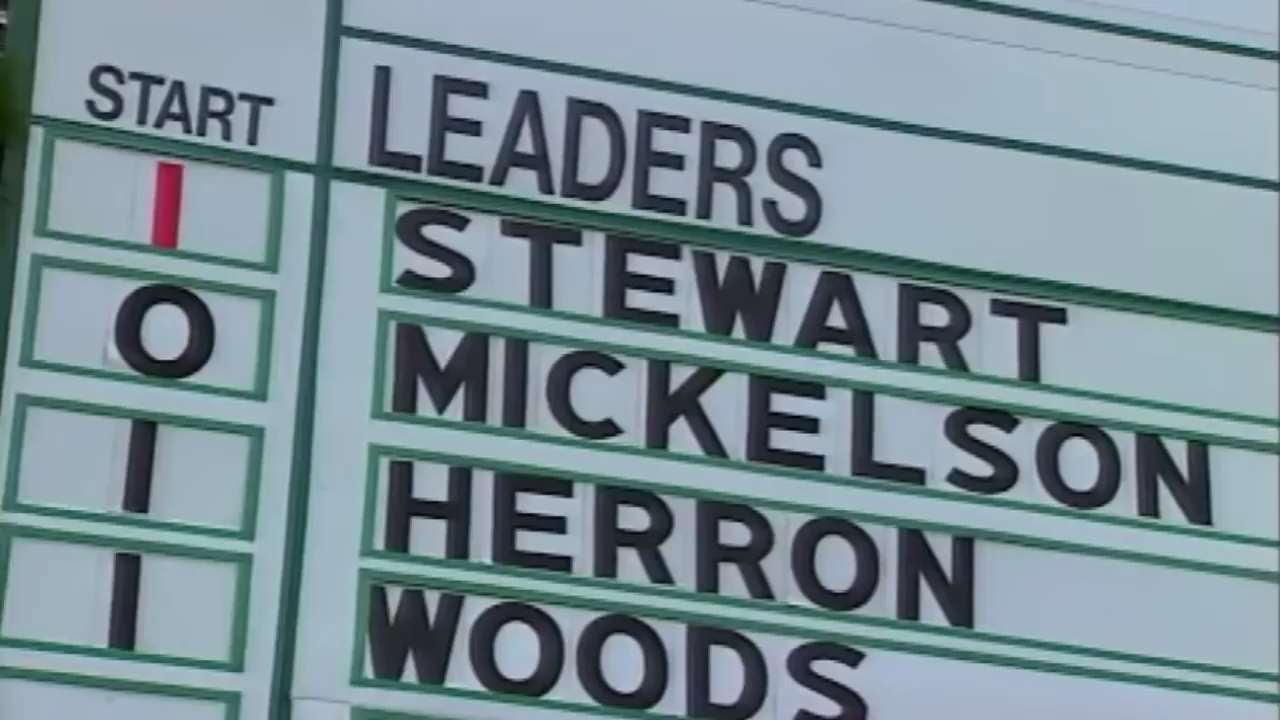 START LEADERS
1 STEWART
0 MICKELSON
1 HERRON
1 WOODS